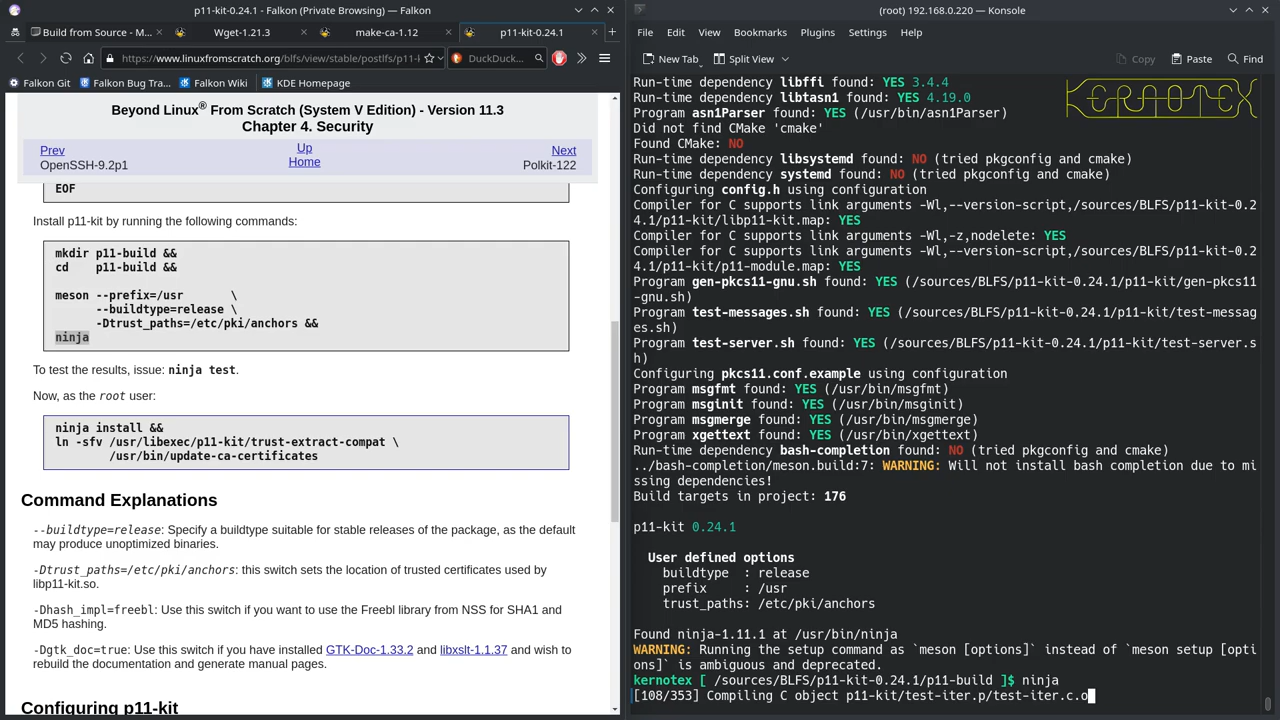 p11-kit-0.24.1 — Falkon (Private Browsing) — Falkon
Build from Source - M...
Wget-1.21.3
make-ca-1.12
p11-kit-0.24.1
https://www.linuxfromscratch.org/blfs/view/stable/postlfs/p11-k
DuckDuck...
Falkon Git
Falkon Bug Tra...
Falkon Wiki
KDE Homepage
Beyond Linux® From Scratch (System V Edition) - Version 11.3
Chapter 4. Security
Prev
Up
Next
OpenSSH-9.2p1
Home
Polkit-122
EOF
Install p11-kit by running the following commands:
mkdir p11-build &&
cd    p11-build &&
meson --prefix=/usr       \
      --buildtype=release \
      -Dtrust_paths=/etc/pki/anchors &&
ninja
To test the results, issue: ninja test.
Now, as the root user:
ninja install &&
ln -sfv /usr/libexec/p11-kit/trust-extract-compat \
        /usr/bin/update-ca-certificates
Command Explanations
--buildtype=release: Specify a buildtype suitable for stable releases of the package, as the default
may produce unoptimized binaries.
-Dtrust_paths=/etc/pki/anchors: this switch sets the location of trusted certificates used by
libp11-kit.so.
-Dhash_impl=freebl: Use this switch if you want to use the Freebl library from NSS for SHA1 and
MD5 hashing.
-Dgtk_doc=true: Use this switch if you have installed GTK-Doc-1.33.2 and libxslt-1.1.37 and wish to
rebuild the documentation and generate manual pages.
Configuring p11-kit
(root) 192.168.0.220 — Konsole
File Edit View Bookmarks Plugins Settings Help
New Tab Split View Copy Paste Find
KERNOTEX
Run-time dependency libffi found: YES 3.4.4
Run-time dependency libtasn1 found: YES 4.19.0
Program asn1Parser found: YES (/usr/bin/asn1Parser)
Did not find CMake 'cmake'
Found CMake: NO
Run-time dependency libsystemd found: NO (tried pkgconfig and cmake)
Run-time dependency systemd found: NO (tried pkgconfig and cmake)
Configuring config.h using configuration
Compiler for C supports link arguments -Wl,--version-script,/sources/BLFS/p11-kit-0.2
4.1/p11-kit/libp11-kit.map: YES
Compiler for C supports link arguments -Wl,-z,nodelete: YES
Compiler for C supports link arguments -Wl,--version-script,/sources/BLFS/p11-kit-0.2
4.1/p11-kit/p11-module.map: YES
Program gen-pkcs11-gnu.sh found: YES (/sources/BLFS/p11-kit-0.24.1/p11-kit/gen-pkcs11
-gnu.sh)
Program test-messages.sh found: YES (/sources/BLFS/p11-kit-0.24.1/p11-kit/test-messag
es.sh)
Program test-server.sh found: YES (/sources/BLFS/p11-kit-0.24.1/p11-kit/test-server.s
h)
Configuring pkcs11.conf.example using configuration
Program msgfmt found: YES (/usr/bin/msgfmt)
Program msginit found: YES (/usr/bin/msginit)
Program msgmerge found: YES (/usr/bin/msgmerge)
Program xgettext found: YES (/usr/bin/xgettext)
Run-time dependency bash-completion found: NO (tried pkgconfig and cmake)
../bash-completion/meson.build:7: WARNING: Will not install bash completion due to mi
ssing dependencies!
Build targets in project: 176
p11-kit 0.24.1
  User defined options
    buildtype  : release
    prefix     : /usr
    trust_paths: /etc/pki/anchors
Found ninja-1.11.1 at /usr/bin/ninja
WARNING: Running the setup command as `meson [options]` instead of `meson setup [opti
ons]` is ambiguous and deprecated.
kernotex [ /sources/BLFS/p11-kit-0.24.1/p11-build ]$ ninja
[108/353] Compiling C object p11-kit/test-iter.p/test-iter.c.o